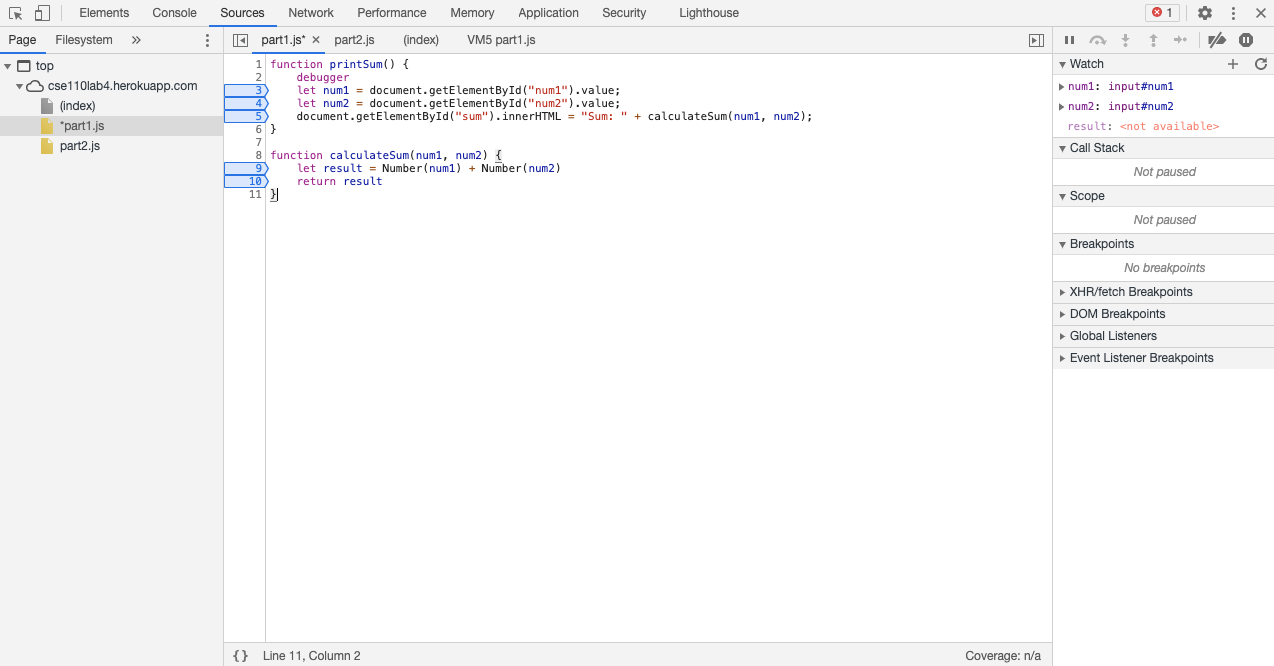 Elements Console Sources Network Performance Memory Application Security Lighthouse 1
Page Filesystem »
part1.js* × part2.js (index) VM5 part1.js
top
cse110lab4.herokuapp.com
(index)
*part1.js
part2.js
1 function printSum() {
2     debugger
3     let num1 = document.getElementById("num1").value;
4     let num2 = document.getElementById("num2").value;
5     document.getElementById("sum").innerHTML = "Sum: " + calculateSum(num1, num2);
6 }
7
8 function calculateSum(num1, num2) {
9     let result = Number(num1) + Number(num2)
10     return result
11 }
{} Line 11, Column 2 Coverage: n/a
Watch
num1: input#num1
num2: input#num2
result: <not available>
Call Stack
Not paused
Scope
Not paused
Breakpoints
No breakpoints
XHR/fetch Breakpoints
DOM Breakpoints
Global Listeners
Event Listener Breakpoints